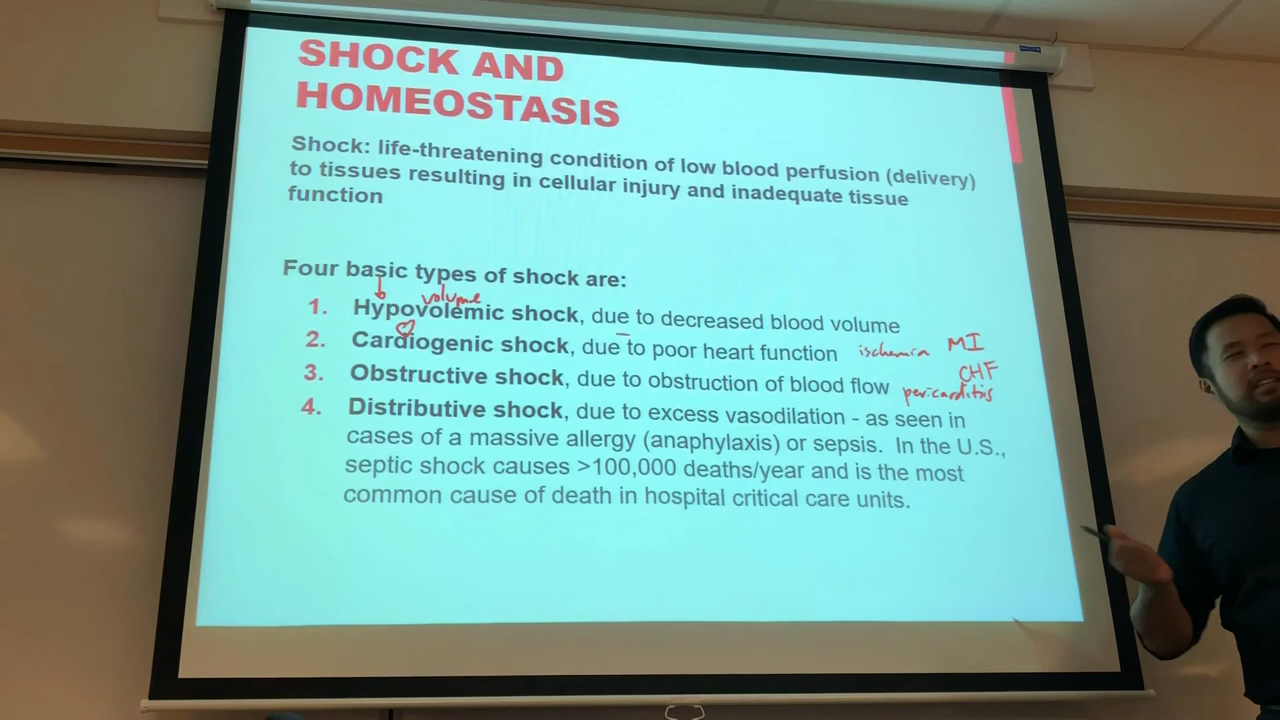 SHOCK AND
HOMEOSTASIS
Shock: life-threatening condition of low blood perfusion (delivery)
to tissues resulting in cellular injury and inadequate tissue
function
Four basic types of shock are:
volume
1. Hypovolemic shock, due to decreased blood volume
2. Cardiogenic shock, due to poor heart function ischemia MI
CHF
3. Obstructive shock, due to obstruction of blood flow pericarditis
4. Distributive shock, due to excess vasodilation - as seen in
cases of a massive allergy (anaphylaxis) or sepsis. In the U.S.,
septic shock causes >100,000 deaths/year and is the most
common cause of death in hospital critical care units.